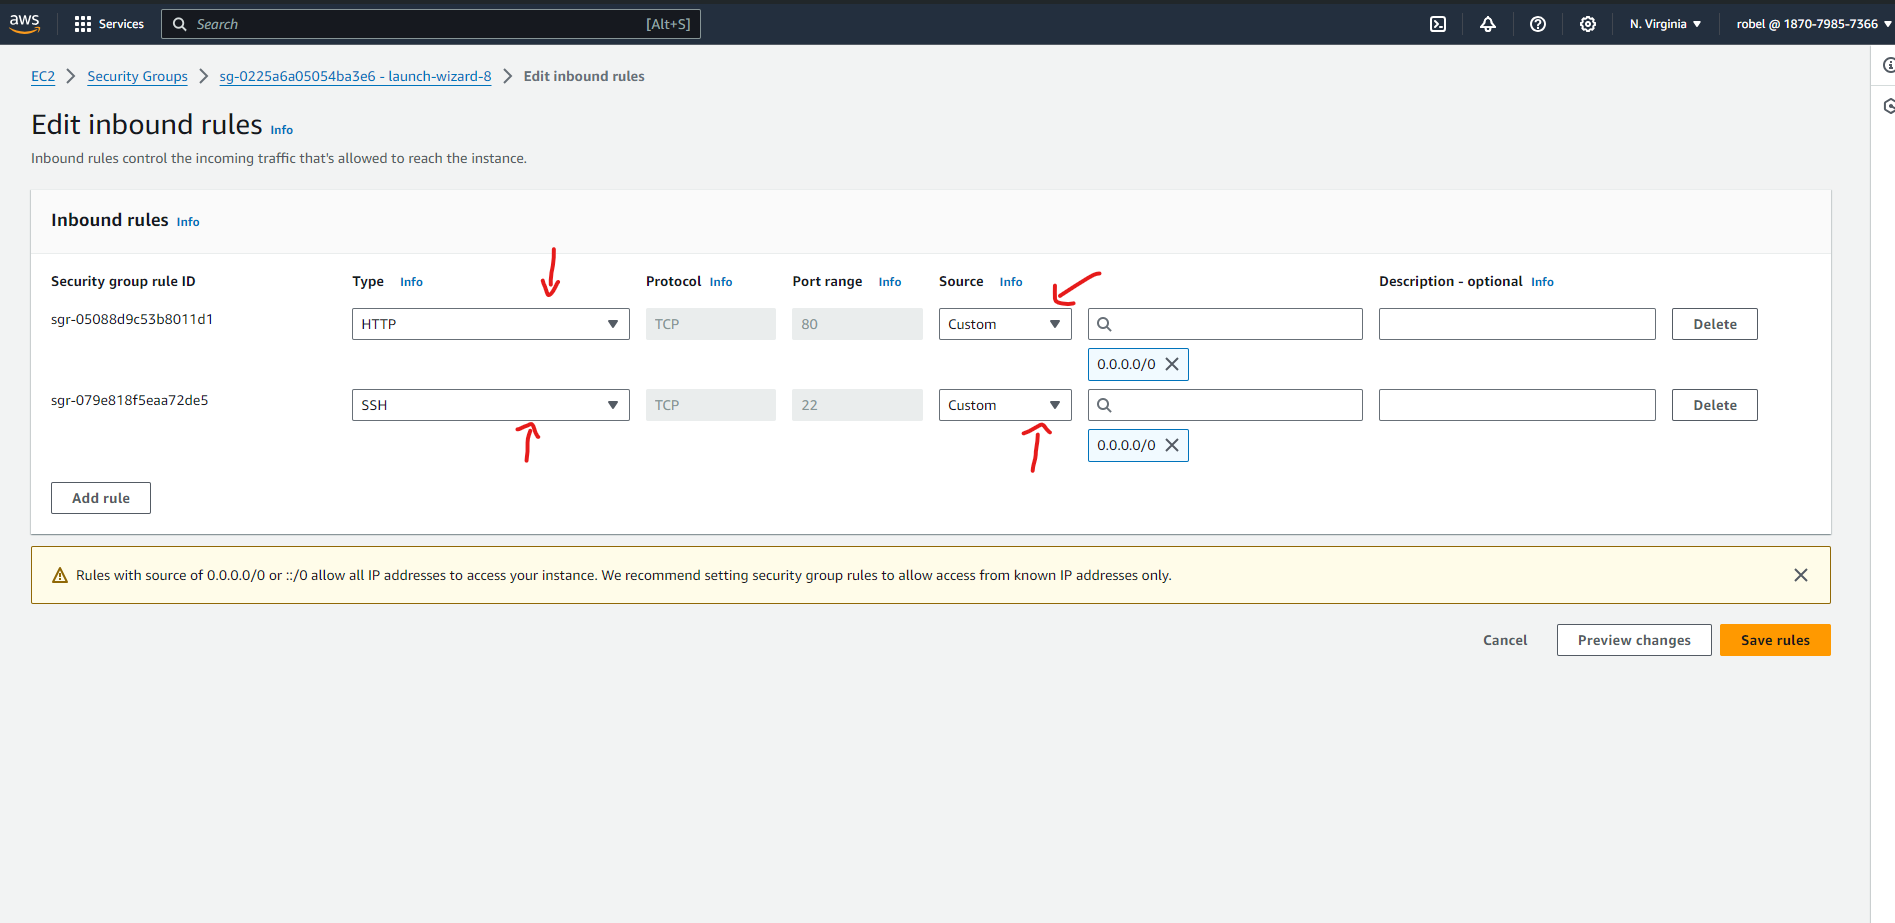 aws Services Search [Alt+S] N. Virginia robel @ 1870-7985-7366
EC2 Security Groups sg-0225a6a05054ba3e6 - launch-wizard-8 Edit inbound rules
Edit inbound rules Info
Inbound rules control the incoming traffic that's allowed to reach the instance.
Inbound rules Info
Security group rule ID Type Info Protocol Info Port range Info Source Info Description - optional Info
sgr-05088d9c53b8011d1 HTTP TCP 80 Custom Delete
0.0.0.0/0
sgr-079e818f5eaa72de5 SSH TCP 22 Custom Delete
0.0.0.0/0
Add rule
Rules with source of 0.0.0.0/0 or ::/0 allow all IP addresses to access your instance. We recommend setting security group rules to allow access from known IP addresses only.
Cancel Preview changes Save rules